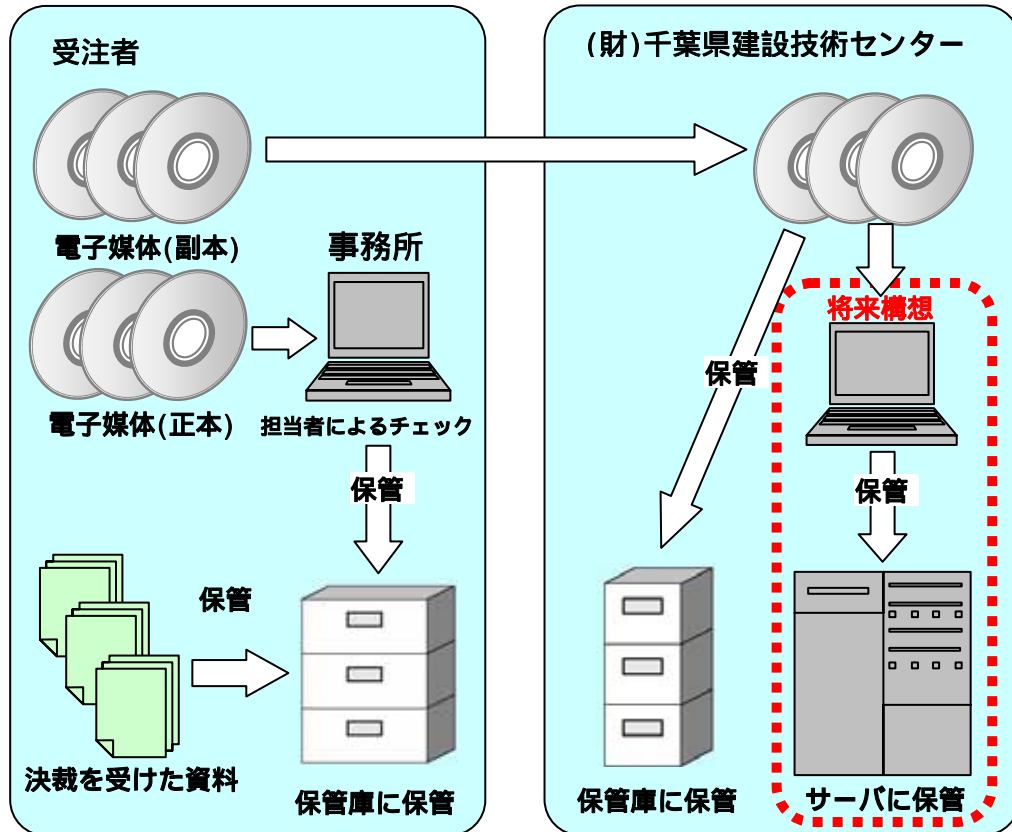 受注者
電子媒体(副本)
事務所
電子媒体(正本)
担当者によるチェック
保管
保管
決裁を受けた資料
保管庫に保管
(財)千葉県建設技術センター
将来構想
保管
保管
保管庫に保管
サーバに保管